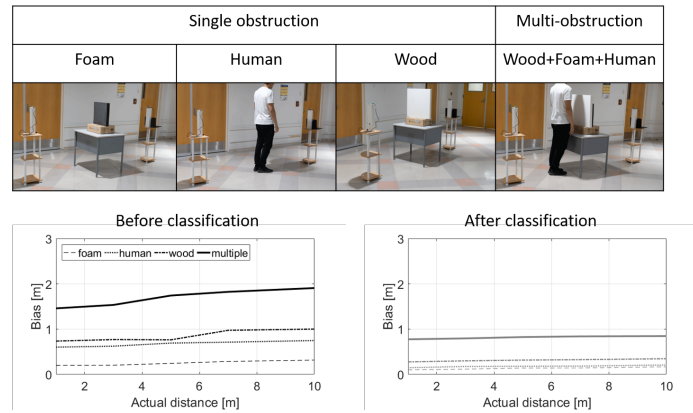 Single obstruction Multi-obstruction
Foam Human Wood Wood+Foam+Human
Before classification After classification
3 3
foam human wood multiple
2 2
Bias [m] Bias [m]
1 1
0 0
2 4 6 8 10 2 4 6 8 10
Actual distance [m] Actual distance [m]